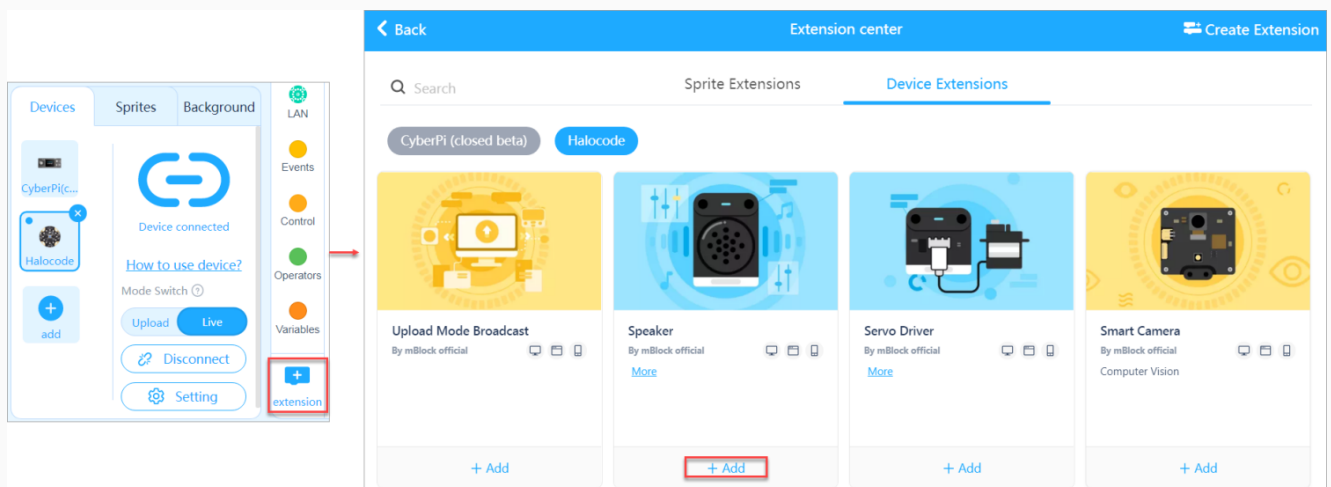 Devices
Sprites
Background
CyberPi(c...
Halocode
add
Device connected
How to use device?
Mode Switch ?
Upload
Live
Disconnect
Setting
LAN
Events
Control
Operators
Variables
extension
Back
Extension center
Create Extension
Search
Sprite Extensions
Device Extensions
CyberPi (closed beta)
Halocode
Upload Mode Broadcast
By mBlock official
+ Add
Speaker
By mBlock official
More
+ Add
Servo Driver
By mBlock official
More
+ Add
Smart Camera
By mBlock official
Computer Vision
+ Add